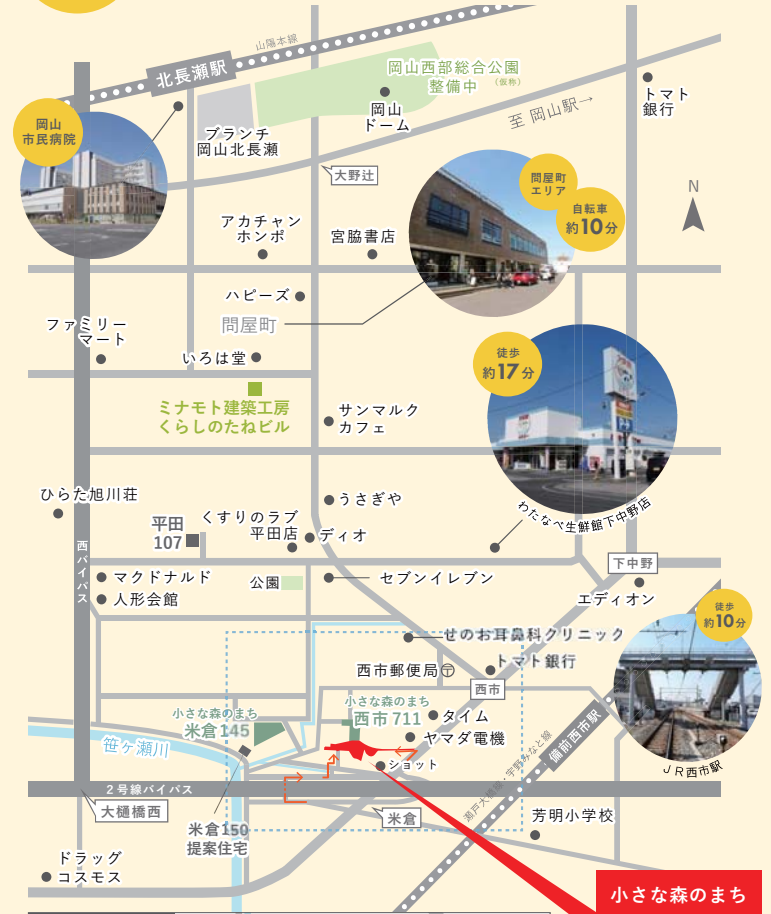 山陽本線
北長瀬駅
岡山西部総合公園
整備中 (仮称)
岡山
ドーム
トマト
銀行
至 岡山駅→
岡山
市民病院
ブランチ
岡山北長瀬
大野辻
問屋町
エリア
自転車
約10分
N
アカチャン
ホンポ
宮脇書店
ハピーズ
問屋町
ファミリー
マート
いろは堂
徒歩
約17分
ミナモト建築工房
くらしのたねビル
サンマルク
カフェ
ひらた旭川荘
うさぎや
わたなべ生鮮館下中野店
平田
107
くすりのラブ
平田店
ディオ
西バイパス
下中野
マクドナルド
公園
セブンイレブン
人形会館
エディオン
徒歩
約10分
せのお耳鼻科クリニック
西市郵便局〒
トマト銀行
西市
小さな森のまち
西市711
小さな森のまち
米倉145
タイム
ヤマダ電機
備前西市駅
笹ヶ瀬川
ショット
瀬戸大橋線・宇野みなと線
JR西市駅
2号線バイパス
大樋橋西
米倉
芳明小学校
米倉150
提案住宅
ドラッグ
コスモス
小さな森のまち